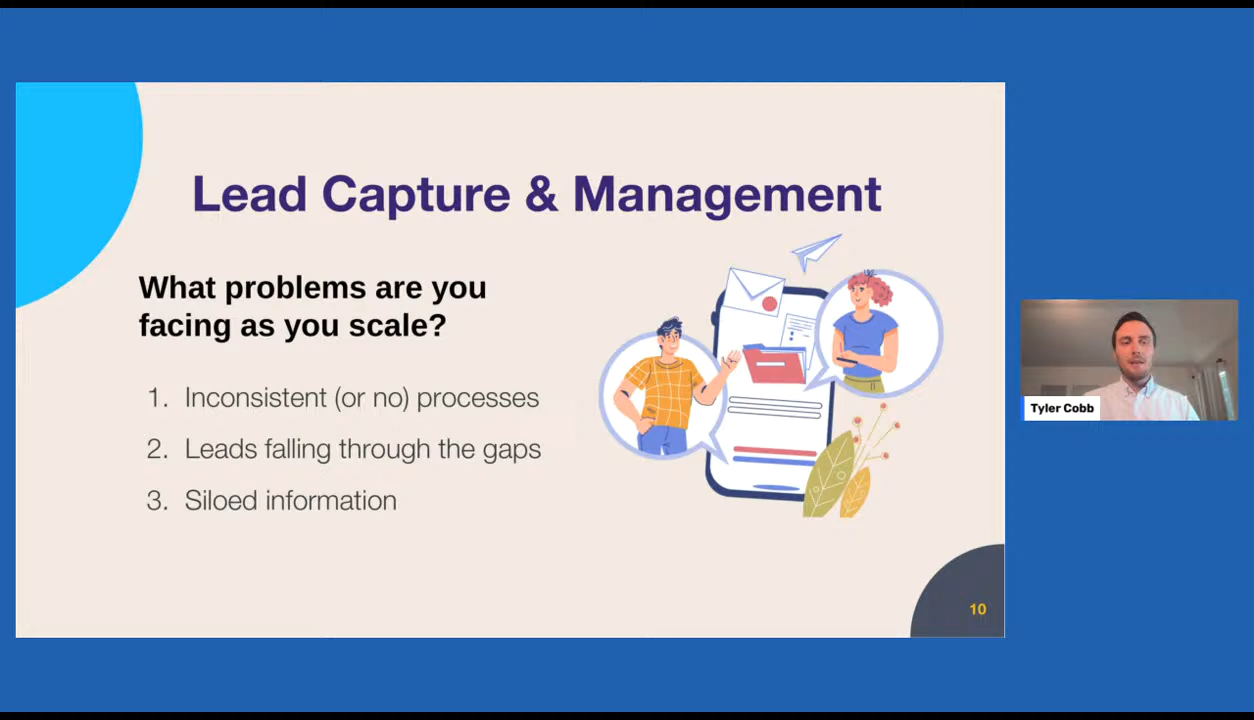 Lead Capture & Management
What problems are you
facing as you scale?
1. Inconsistent (or no) processes
2. Leads falling through the gaps
3. Siloed information
10
Tyler Cobb